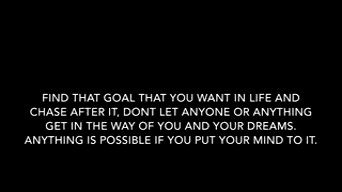 FIND THAT GOAL THAT YOU WANT IN LIFE AND
CHASE AFTER IT, DONT LET ANYONE OR ANYTHING
GET IN THE WAY OF YOU AND YOUR DREAMS.
ANYTHING IS POSSIBLE IF YOU PUT YOUR MIND TO IT.